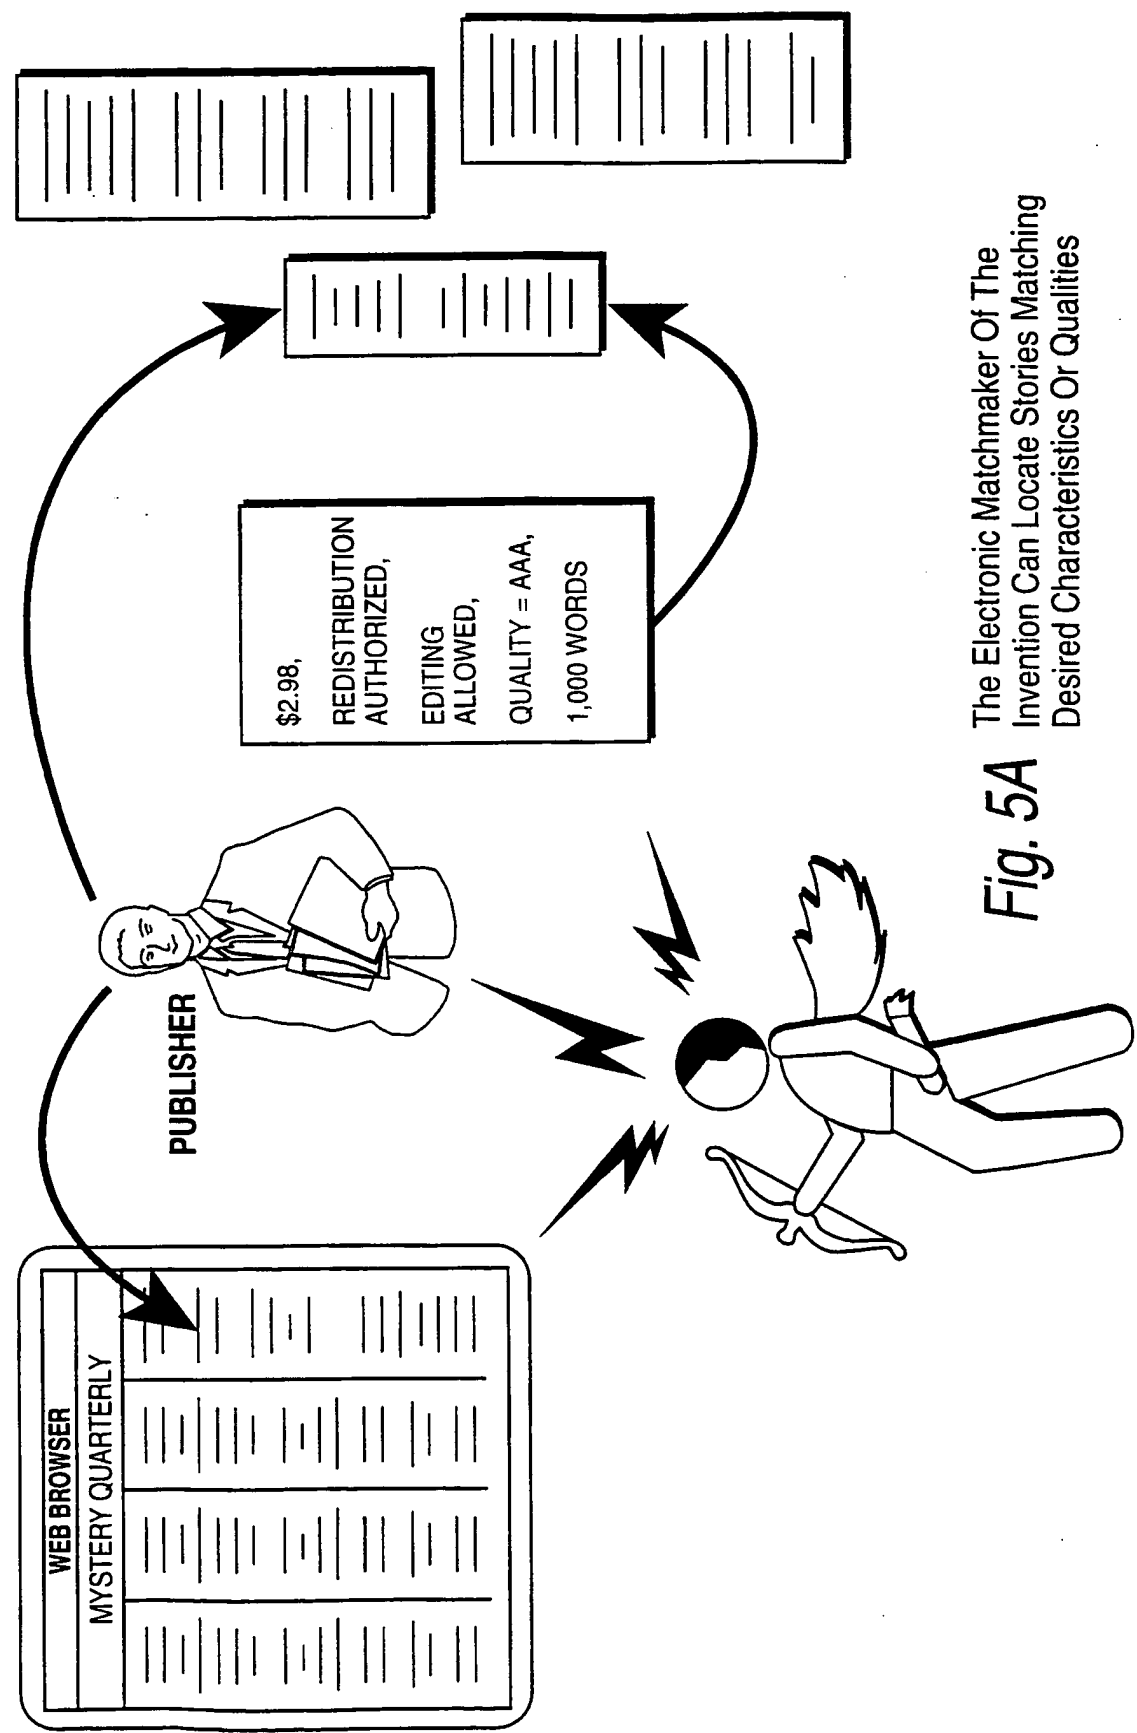 WEB BROWSER
MYSTERY QUARTERLY
PUBLISHER
$2.98,
REDISTRIBUTION
AUTHORIZED,
EDITING
ALLOWED,
QUALITY = AAA,
1,000 WORDS
Fig. 5A
The Electronic Matchmaker Of The
Invention Can Locate Stories Matching
Desired Characteristics Or Qualities